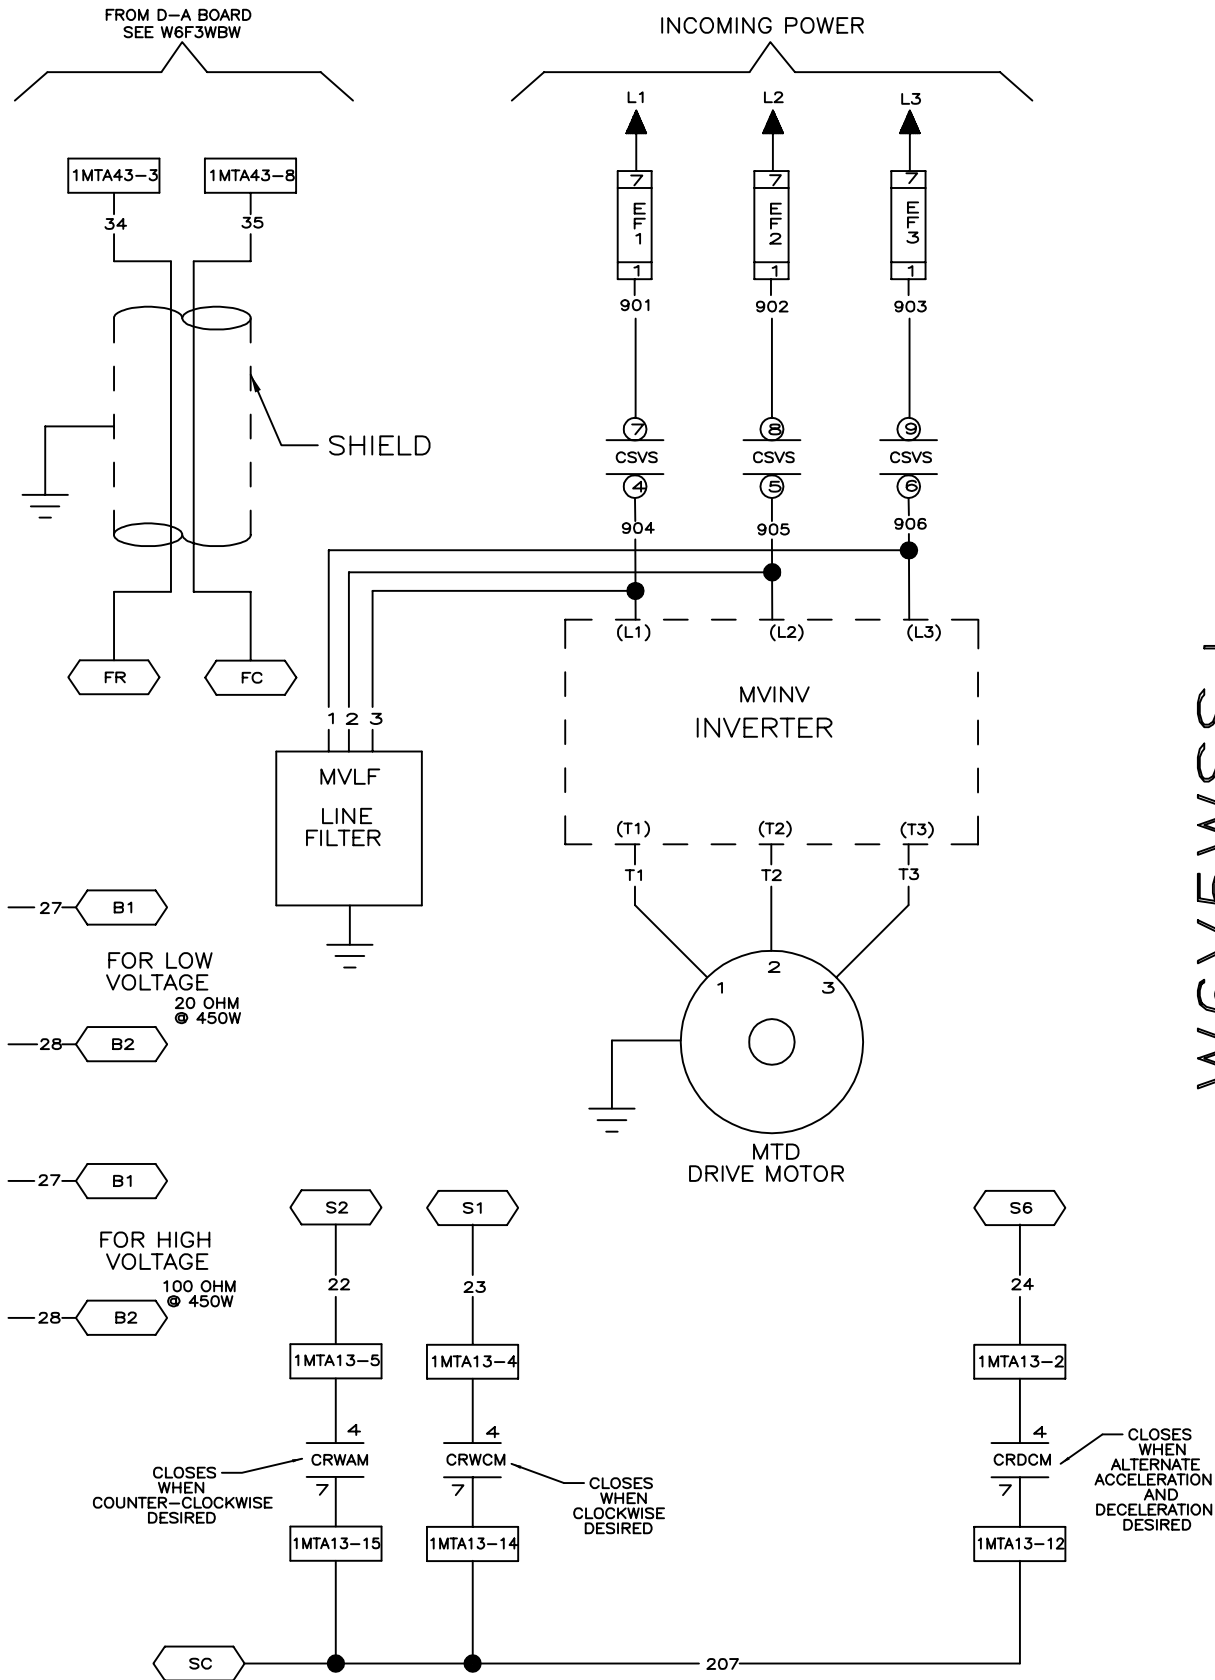 FROM D-A BOARD
SEE W6F3WBW
INCOMING POWER
L1 L2 L3
1MTA43-3 1MTA43-8
7 7 7
34 35
EF1 EF2 EF3
1 1 1
901 902 903
7 8 9
SHIELD
CSVS CSVS CSVS
4 5 6
904 905 906
(L1) (L2) (L3)
FR FC
MVINV
INVERTER
1 2 3
MVLF
LINE
FILTER
(T1) (T2) (T3)
T1 T2 T3
27 B1
FOR LOW
VOLTAGE
20 OHM
@ 450W
28 B2
1 2 3
MTD
DRIVE MOTOR
27 B1
FOR HIGH
VOLTAGE
100 OHM
@ 450W
28 B2
S2 S1 S6
22 23 24
1MTA13-5 1MTA13-4 1MTA13-2
4 4 4
CRWAM CRWCM CRDCM
7 7 7
CLOSES
WHEN
COUNTER-CLOCKWISE
DESIRED
CLOSES
WHEN
CLOCKWISE
DESIRED
CLOSES
WHEN
ALTERNATE
ACCELERATION
AND
DECELERATION
DESIRED
1MTA13-15 1MTA13-14 1MTA13-12
SC 207